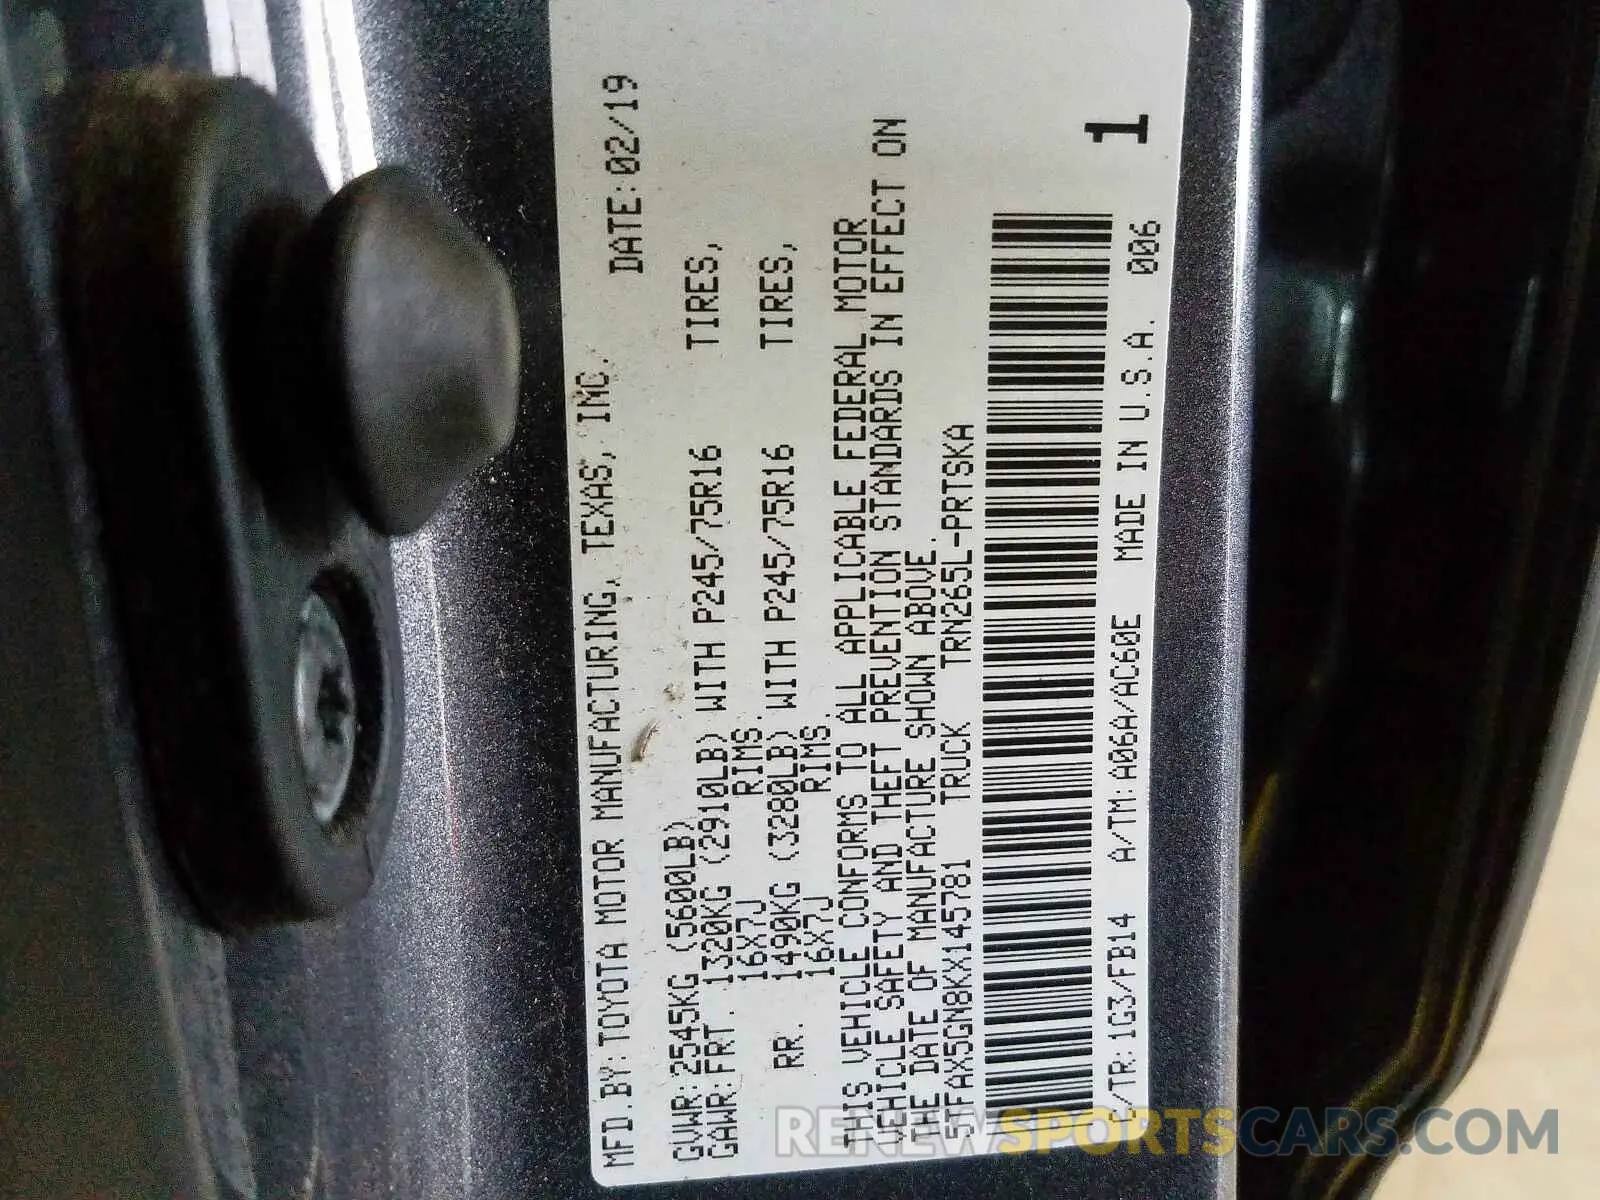 MFD.BY:TOYOTA MOTOR MANUFACTURING, TEXAS, INC.
DATE:02/19
GVWR:2545KG (5600LB)
GAWR:FRT. 1320KG (2910LB) WITH P245/75R16 TIRES,
16X7J RIMS.
RR. 1490KG (3280LB) WITH P245/75R16 TIRES,
16X7J RIMS.
THIS VEHICLE CONFORMS TO ALL APPLICABLE FEDERAL MOTOR
VEHICLE SAFETY AND THEFT PREVENTION STANDARDS IN EFFECT ON
THE DATE OF MANUFACTURE SHOWN ABOVE.
5TFAX5GN8KX145781 TRUCK TRN265L-PRTSKA
1
C/TR:1G3/FB14 A/TM:A06A/AC60E MADE IN U.S.A. 006
RENEWSPORTSCARS.COM